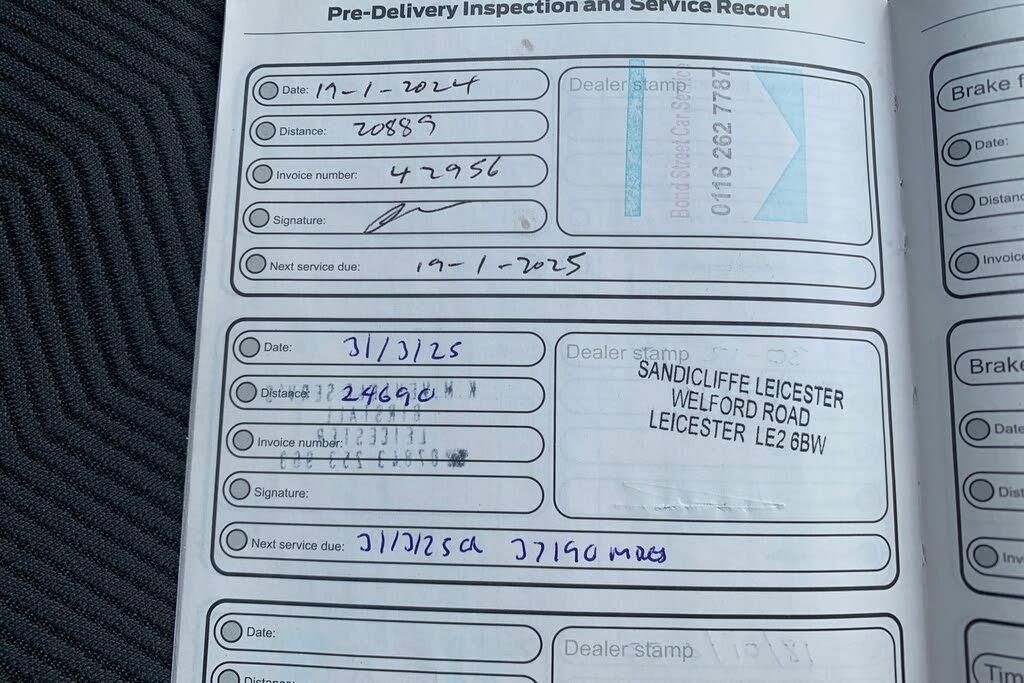 Pre-Delivery Inspection and Service Record
Date: 19-1-2024
Distance: 20889
Invoice number: 42956
Signature:
Next service due: 19-1-2025
Dealer stamp
Bond Street Car Service
0116 262 7787
Date: 31/3/25
Distance: 24690
Invoice number:
Signature:
Next service due: 31/3/25 OR 37190 MILES
Dealer stamp
SANDICLIFFE LEICESTER
WELFORD ROAD
LEICESTER LE2 6BW
Date:
Distance:
Dealer stamp
Brake
Date:
Distanc
Invoice
Brake
Date
Dist
Inv
Tim